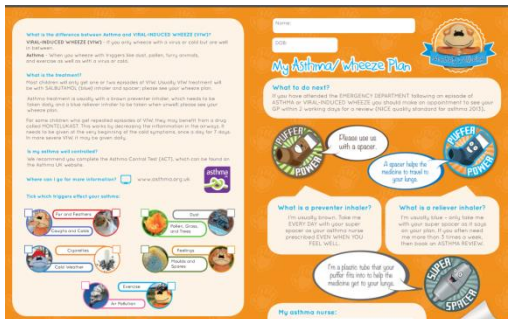 What is the difference between Asthma and VIRAL-INDUCED WHEEZE (VIW)?
VIRAL-INDUCED WHEEZE (VIW) - if you only wheeze with a virus or cold but are well
in between.
Asthma - When you wheeze with triggers like dust, pollen, furry animals,
and exercise as well as with a virus or cold.
What is the treatment?
Most children will only get one or two episodes of VIW. Usually VIW treatment will
be with SALBUTAMOL (blue) inhaler and spacer: please see your wheeze plan.
Asthma treatment is usually with a brown preventer inhaler, which needs to be
taken daily, and a blue reliever inhaler to be taken when unwell: please see your
wheeze plan.
For some children who get repeated episodes of VIW they may benefit from a drug
called MONTELUKAST. This works by decreasing the inflammation in the airways. It
needs to be given at the very beginning of the cold symptoms, once a day for 7 days.
In more severe VIW it may be given daily.
Is my asthma well controlled?
We recommend you complete the Asthma Control Test (ACT), which can be found on
the Asthma UK website.
Where can I go for more information?
www.asthma.org.uk
asthma
Tick which triggers effect your asthma:
Fur and Feathers
Coughs and Colds
Dust
Pollen, Grass,
and Trees
Cigarettes
Cold Weather
Feelings
Moulds and
Spores
Exercise
Air Pollution
Name:
DOB:
My Asthma/ Wheeze Plan
What to do next?
If you have attended the EMERGENCY DEPARTMENT following an episode of
ASTHMA or VIRAL-INDUCED WHEEZE you should make an appointment to see your
GP within 2 working days for a review (NICE quality standard for asthma 2013).
PUFFER
POWER
Please use us
with a spacer.
A spacer helps the
medicine to travel to
your lungs.
PUFFER
POWER
What is a preventer inhaler?
I'm usually brown. Take me
EVERY DAY with your super
spacer as your asthma nurse
prescribed EVEN WHEN YOU
FEEL WELL.
What is a reliever inhaler?
I'm usually blue - only take me
with your super spacer as it says
on your plan. If you often need
me more than 3 times a week,
then book an ASTHMA REVIEW.
I'm a plastic tube that your
puffer fits into to help the
medicine get to your lungs.
SUPER
SPACER
My asthma nurse: